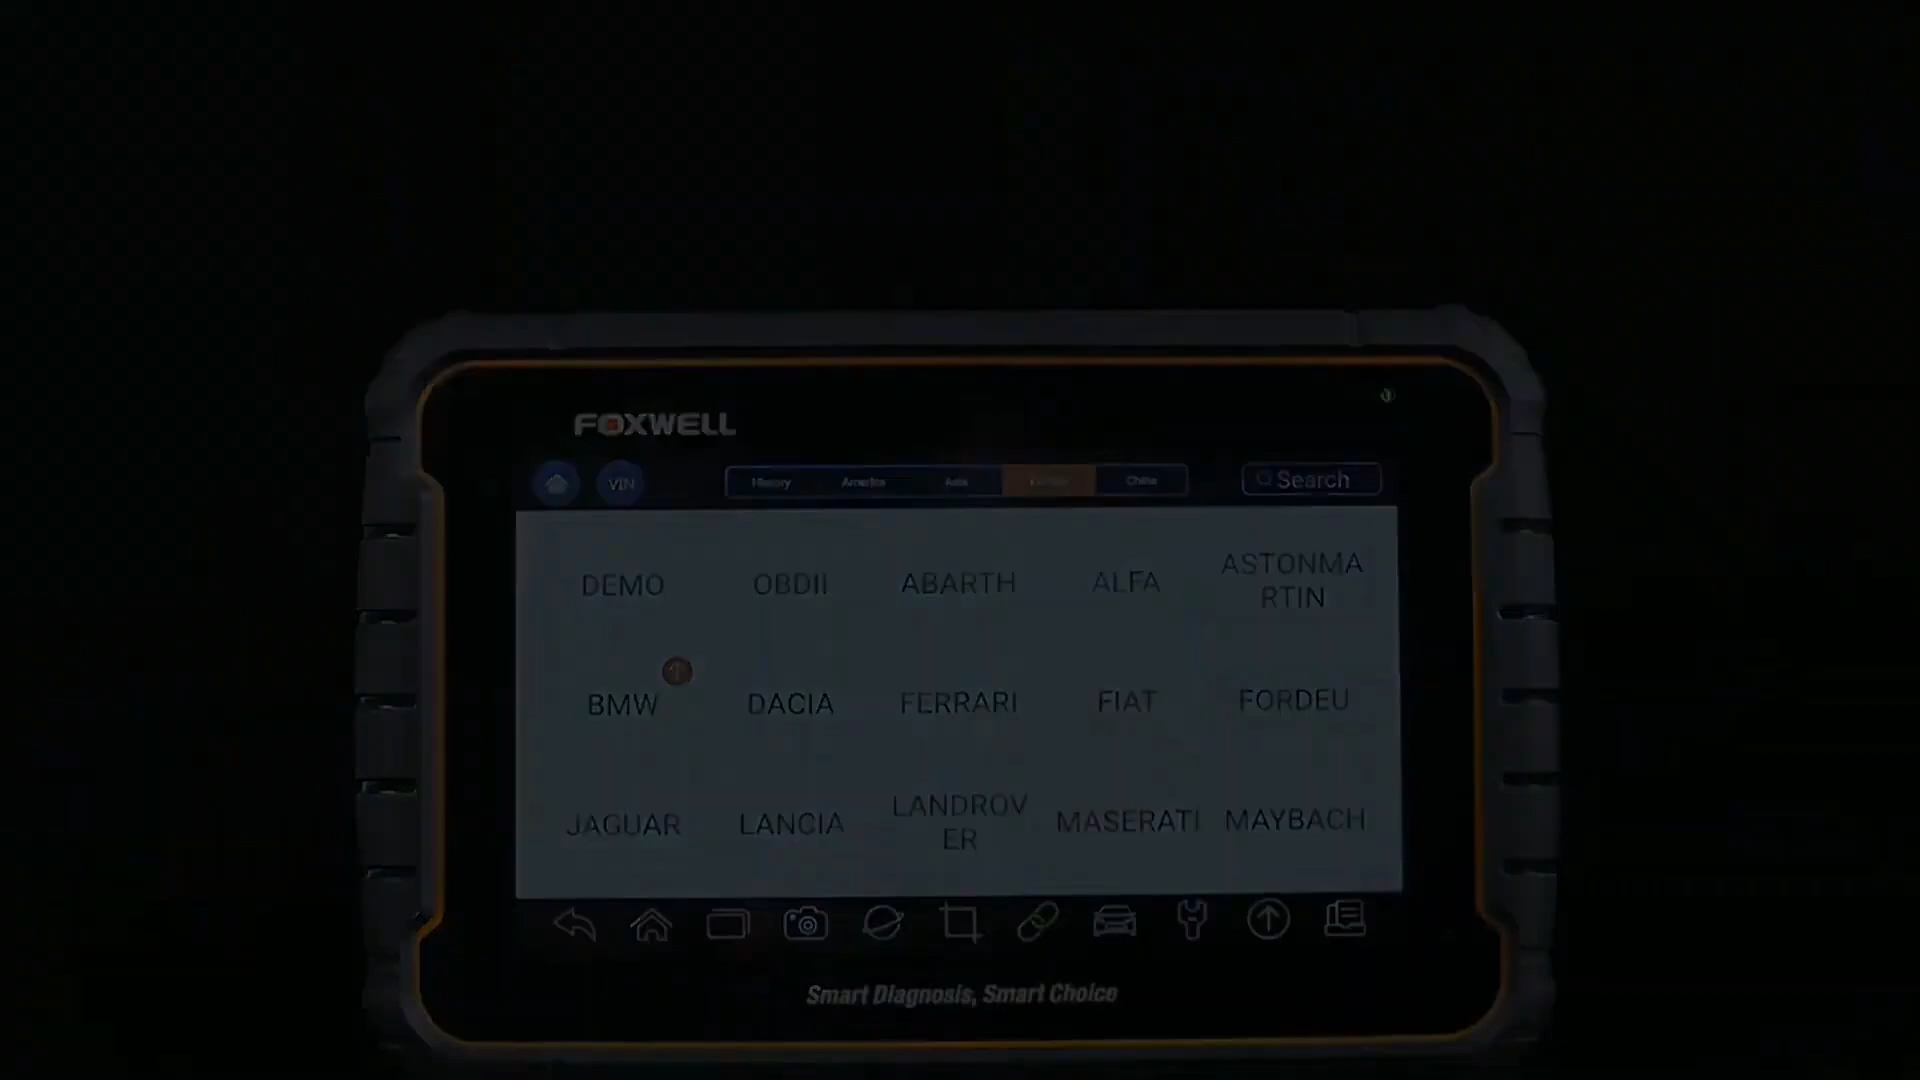 FOXWELL
VIN
History America Asia Europe China
Search
DEMO OBDII ABARTH ALFA ASTONMA
RTIN
BMW DACIA FERRARI FIAT FORDEU
JAGUAR LANCIA LANDROV
ER MASERATI MAYBACH
Smart Diagnosis, Smart Choice